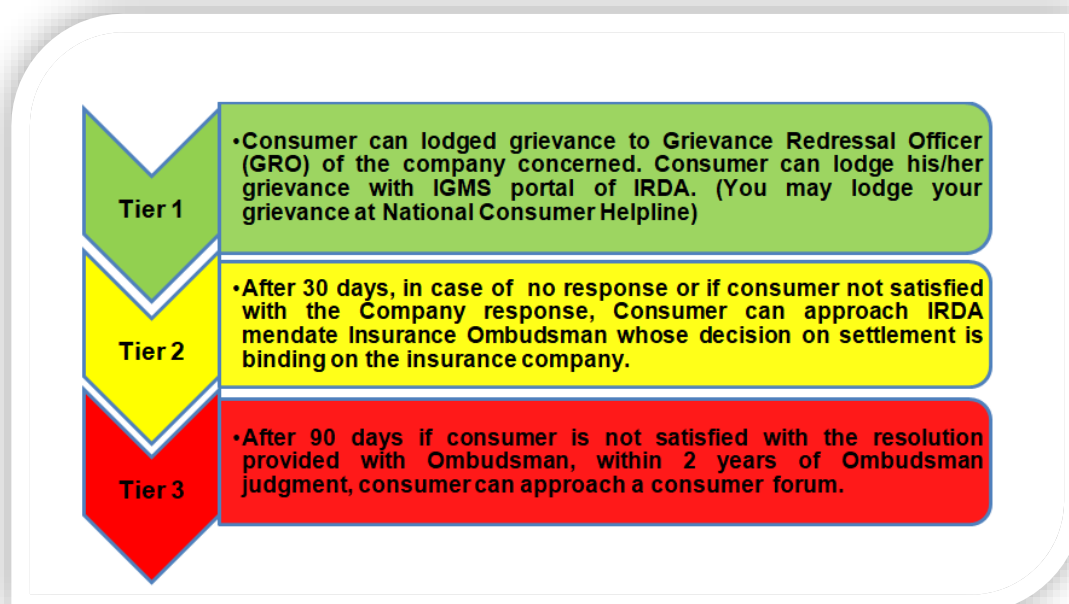 Tier 1
•Consumer can lodged grievance to Grievance Redressal Officer
(GRO) of the company concerned. Consumer can lodge his/her
grievance with IGMS portal of IRDA. (You may lodge your
grievance at National Consumer Helpline)
Tier 2
•After 30 days, in case of no response or if consumer not satisfied
with the Company response, Consumer can approach IRDA
mendate Insurance Ombudsman whose decision on settlement is
binding on the insurance company.
Tier 3
•After 90 days if consumer is not satisfied with the resolution
provided with Ombudsman, within 2 years of Ombudsman
judgment, consumer can approach a consumer forum.